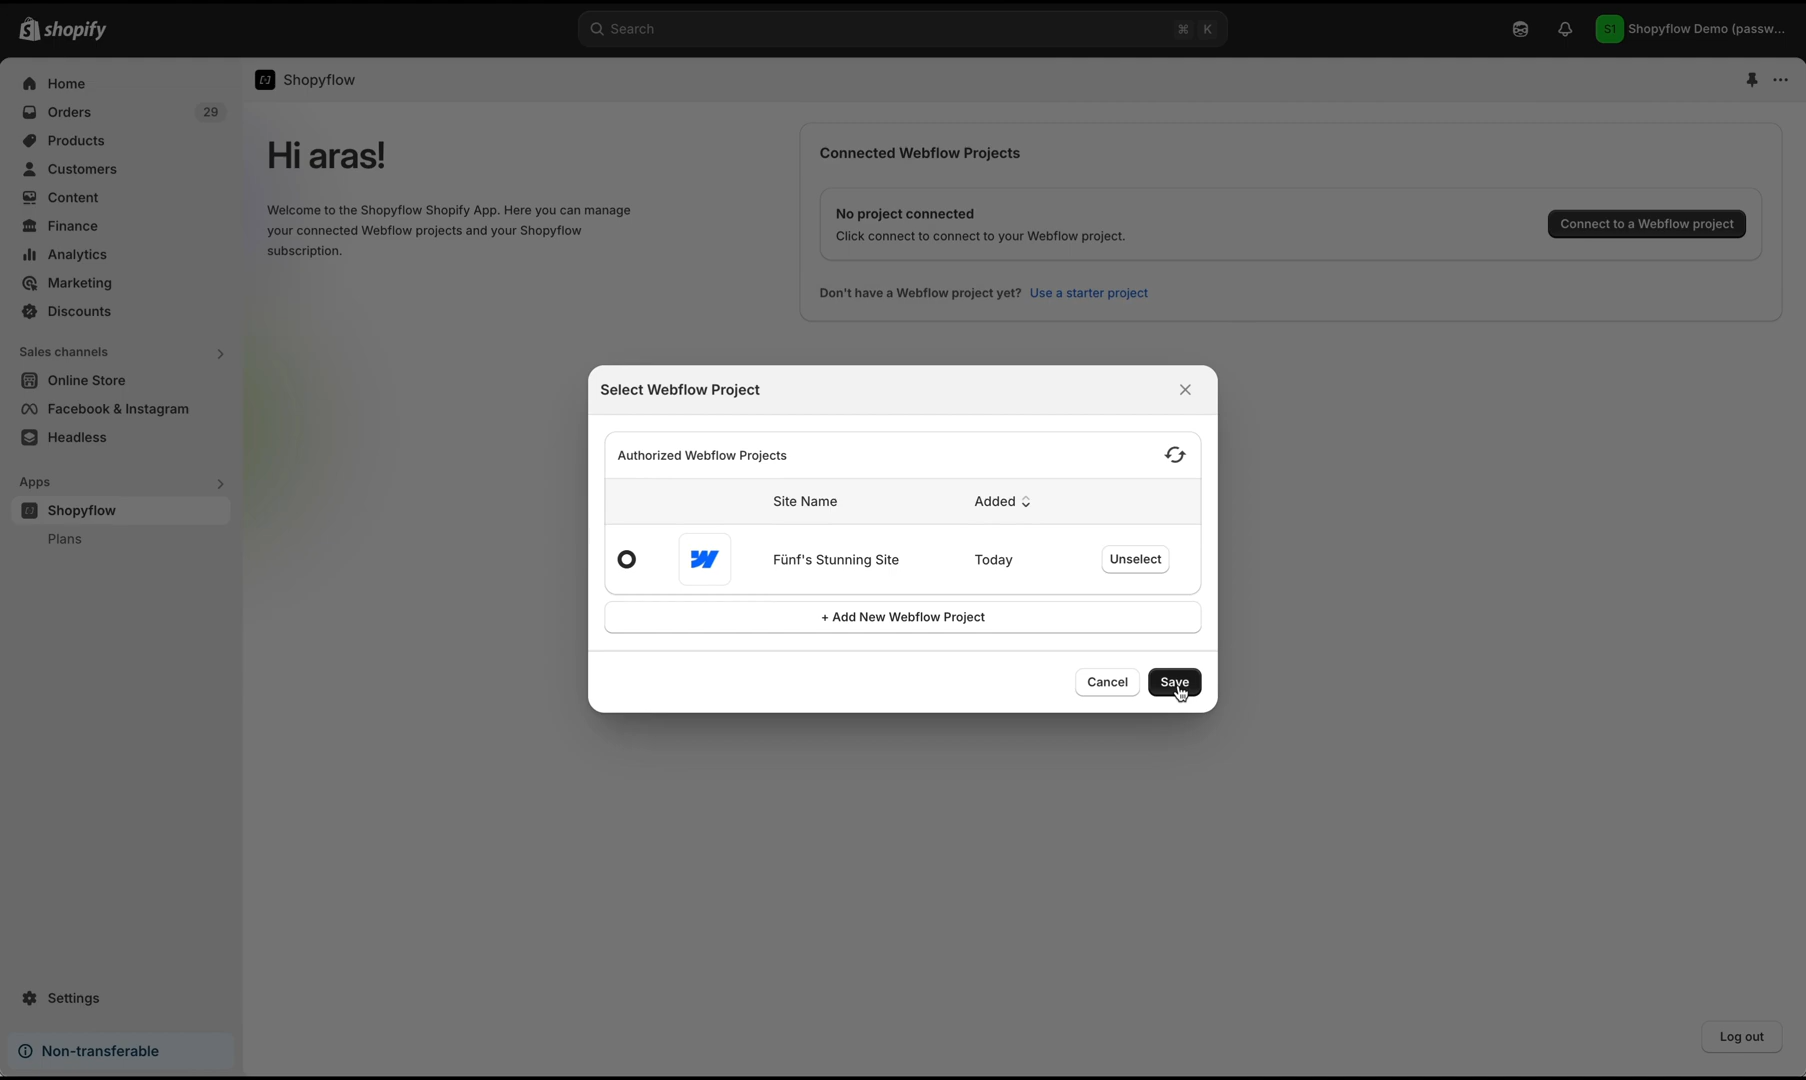 shopify
Search
⌘ K
S1
Shopyflow Demo (passw...
Home
Orders
29
Products
Customers
Content
Finance
Analytics
Marketing
Discounts
Sales channels
Online Store
Facebook & Instagram
Headless
Apps
Shopyflow
Plans
Settings
Non-transferable
Shopyflow
Hi aras!
Welcome to the Shopyflow Shopify App. Here you can manage
your connected Webflow projects and your Shopyflow
subscription.
Connected Webflow Projects
No project connected
Click connect to connect to your Webflow project.
Connect to a Webflow project
Don't have a Webflow project yet? Use a starter project
Select Webflow Project
Authorized Webflow Projects
Site Name Added
Fünf's Stunning Site Today Unselect
+ Add New Webflow Project
Cancel Save
Log out